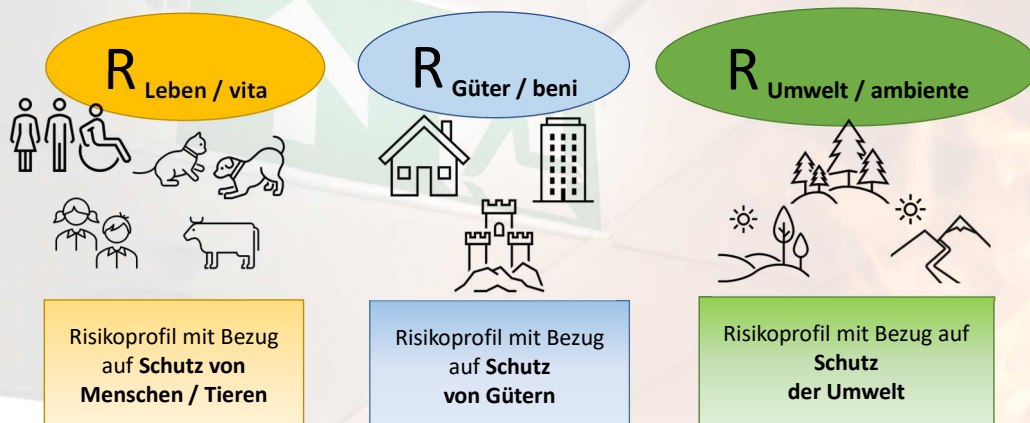 R Leben / vita
R Güter / beni
R Umwelt / ambiente
Risikoprofil mit Bezug
auf Schutz von
Menschen / Tieren
Risikoprofil mit Bezug
auf Schutz
von Gütern
Risikoprofil mit Bezug auf
Schutz
der Umwelt